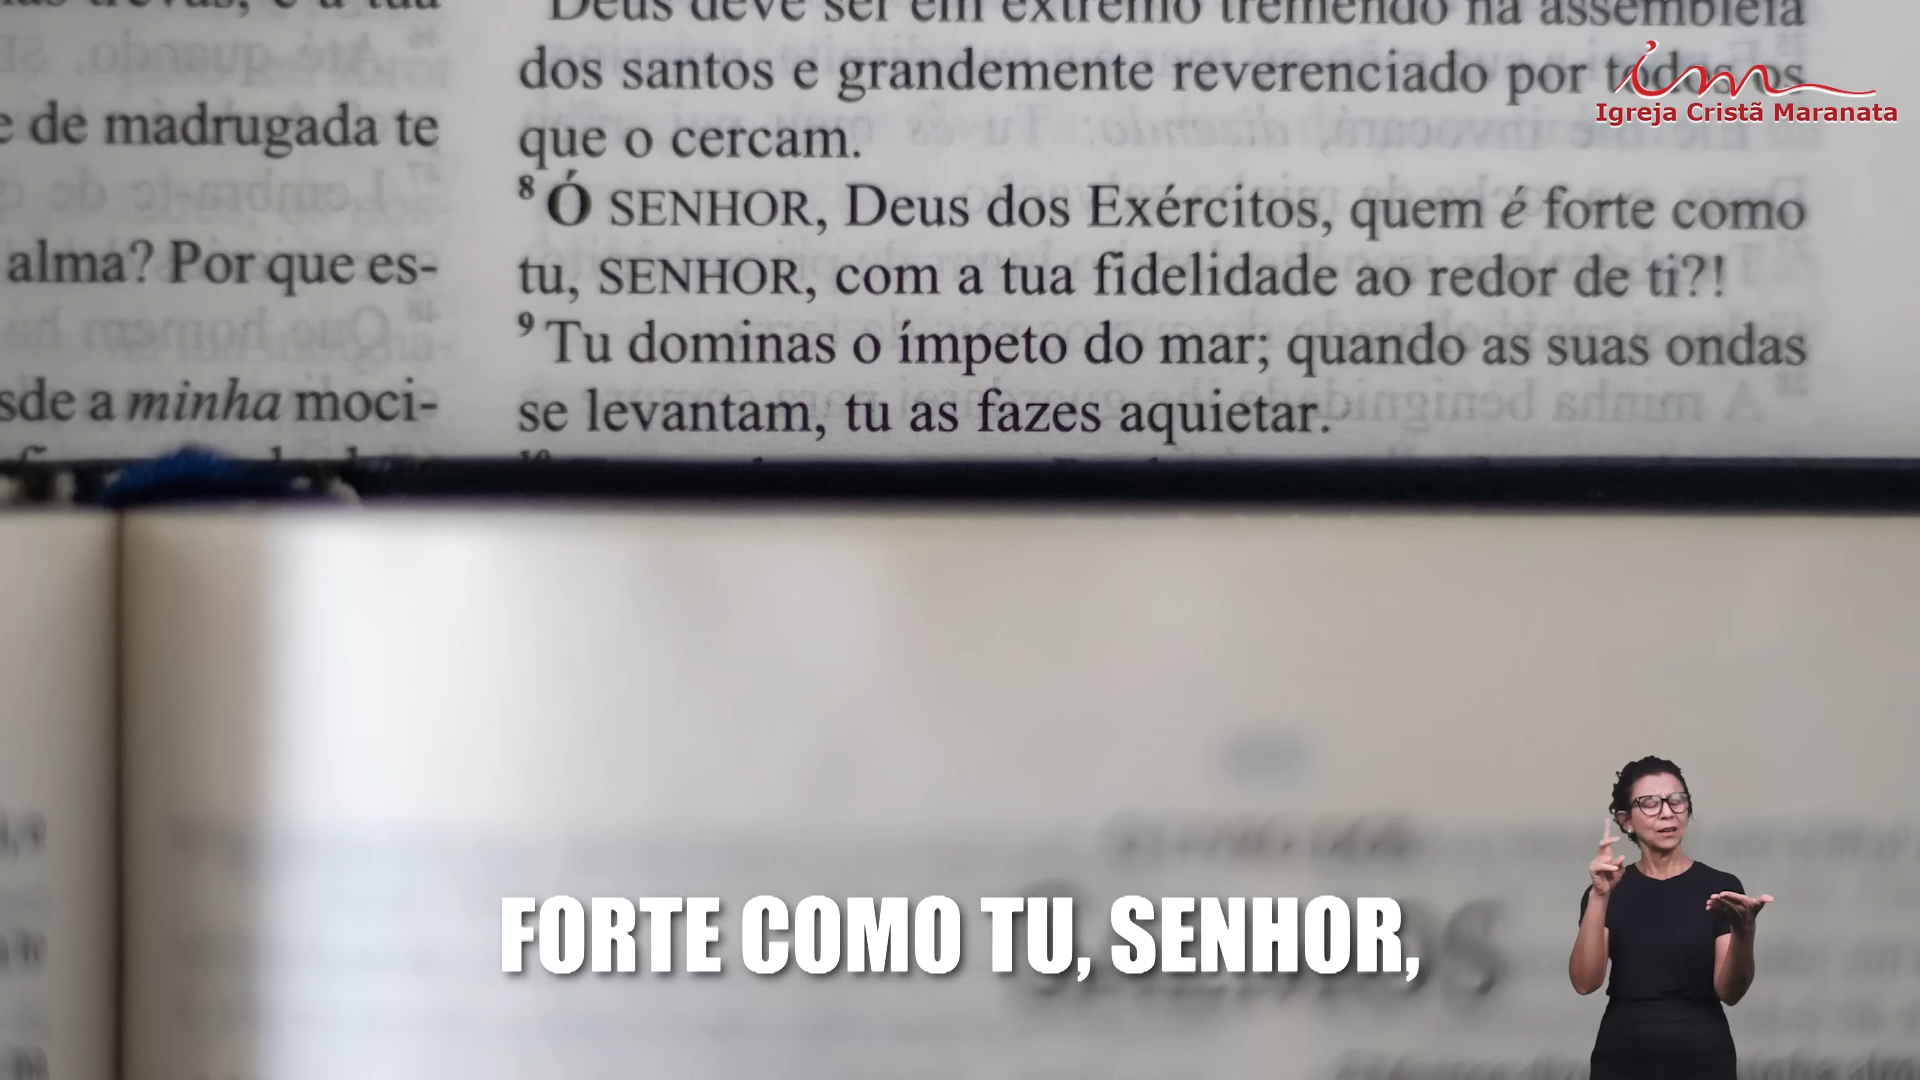 e de madrugada te
alma? Por que es-
sde a minha moci-
Deus deve ser em extremo tremendo na assembleia
dos santos e grandemente reverenciado por todos os
que o cercam.
8 Ó SENHOR, Deus dos Exércitos, quem é forte como
tu, SENHOR, com a tua fidelidade ao redor de ti?!
9 Tu dominas o ímpeto do mar; quando as suas ondas
se levantam, tu as fazes aquietar.
im
Igreja Cristã Maranata
FORTE COMO TU, SENHOR,